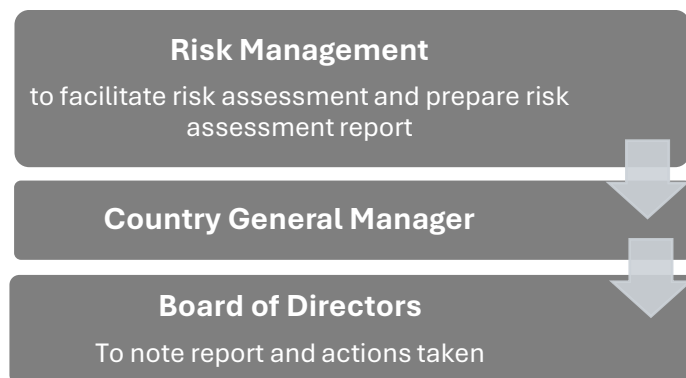 Risk Management
to facilitate risk assessment and prepare risk
assessment report
Country General Manager
Board of Directors
To note report and actions taken